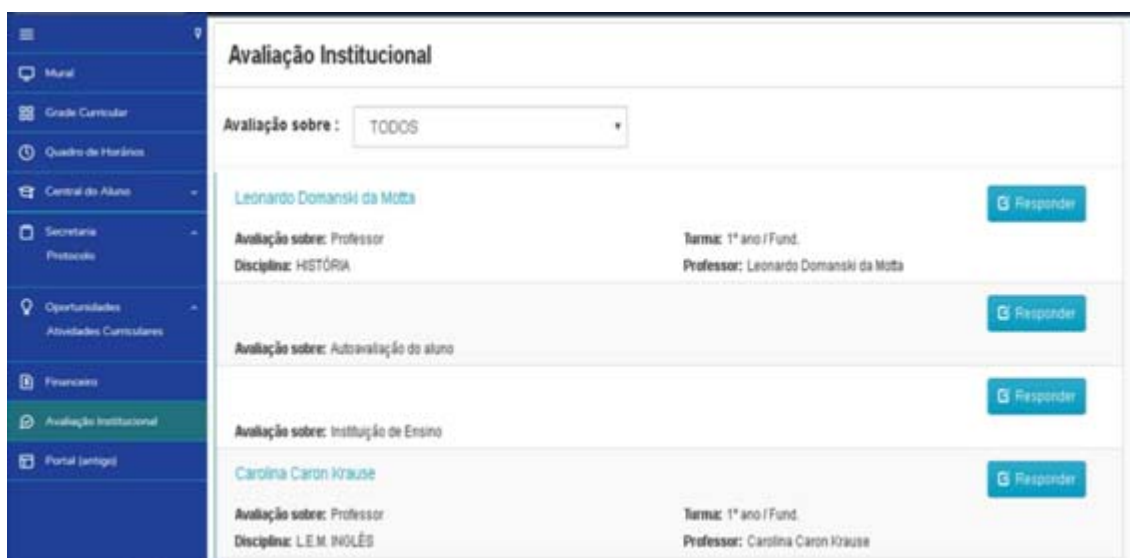 Mural
Grade Curricular
Quadro de Horários
Central do Aluno
Secretaria
Protocolo
Oportunidades
Atividades Curriculares
Financeiro
Avaliação Institucional
Portal (antigo)
Avaliação Institucional
Avaliação sobre : TODOS
Leonardo Domanski da Motta Responder
Avaliação sobre: Professor Turma: 1º ano / Fund.
Disciplina: HISTÓRIA Professor: Leonardo Domanski da Motta
Responder
Avaliação sobre: Autoavaliação do aluno
Responder
Avaliação sobre: Instituição de Ensino
Carolina Caron Krause Responder
Avaliação sobre: Professor Turma: 1º ano / Fund.
Disciplina: L.E.M. INGLÊS Professor: Carolina Caron Krause